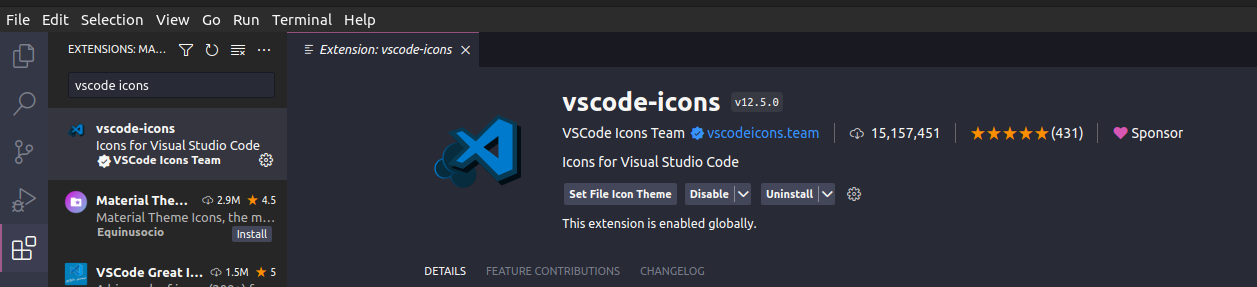 File Edit Selection View Go Run Terminal Help
EXTENSIONS: MA...
vscode icons
vscode-icons
Icons for Visual Studio Code
VSCode Icons Team
Material The... 2.9M 4.5
Material Theme Icons, the m...
Equinusocio Install
VSCode Great I... 1.5M 5
Extension: vscode-icons
vscode-icons v12.5.0
VSCode Icons Team vscodeicons.team 15,157,451 (431) Sponsor
Icons for Visual Studio Code
Set File Icon Theme Disable Uninstall
This extension is enabled globally.
DETAILS FEATURE CONTRIBUTIONS CHANGELOG